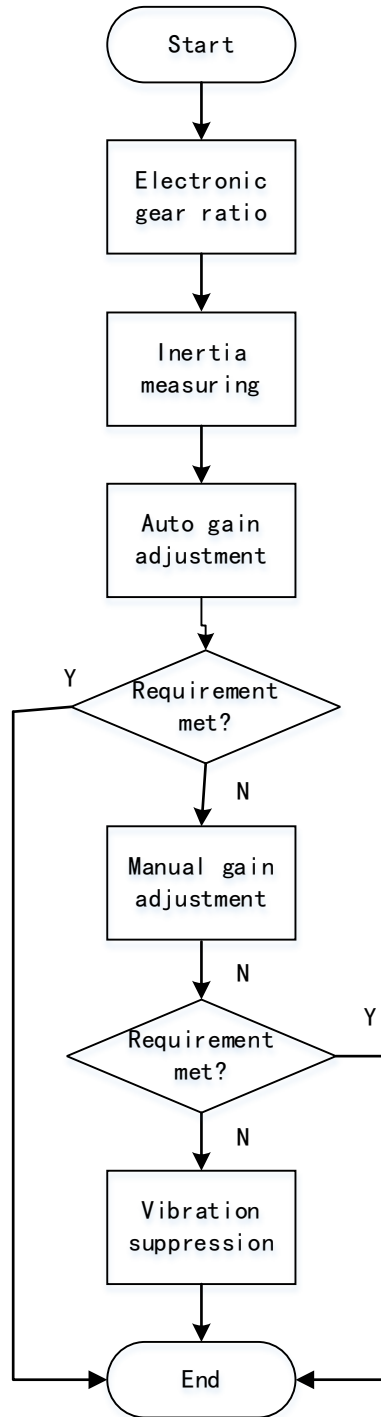 Start
Electronic
gear ratio
Inertia
measuring
Auto gain
adjustment
Y
Requirement
met?
N
Manual gain
adjustment
N
Y
Requirement
met?
N
Vibration
suppression
End